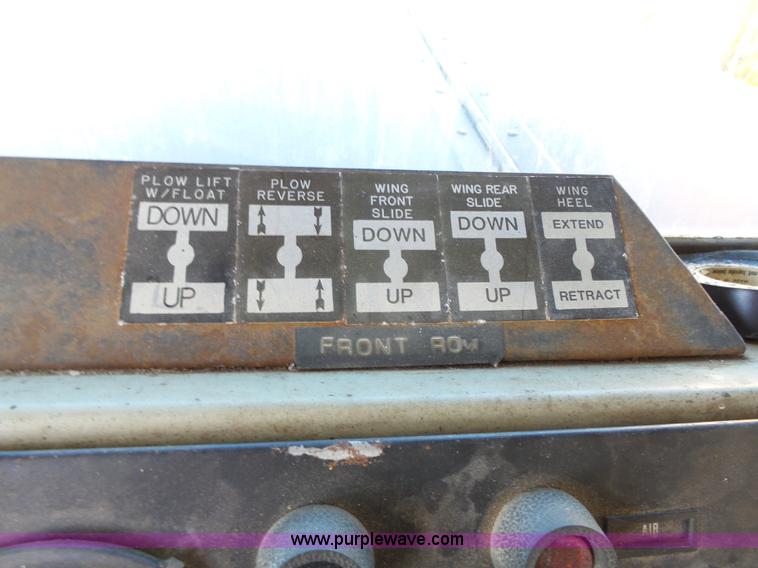 PLOW LIFT
W/FLOAT
DOWN
UP
PLOW
REVERSE
WING
FRONT
SLIDE
DOWN
UP
WING REAR
SLIDE
DOWN
UP
WING
HEEL
EXTEND
RETRACT
FRONT ROW
AIR
www.purplewave.com